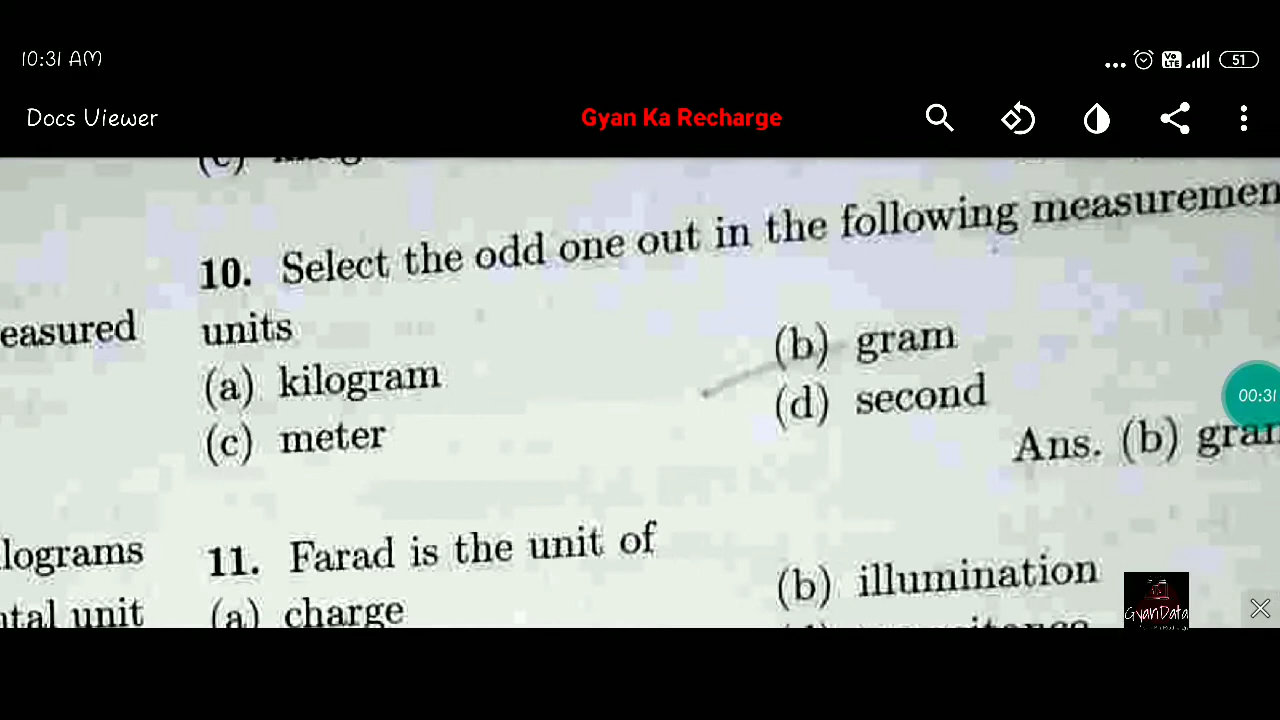 10:31 AM
51
Docs Viewer
Gyan Ka Recharge
10. Select the odd one out in the following measuremen
easured
units
(a) kilogram
(b) gram
(c) meter
(d) second
00:31
Ans. (b) gran
lograms
11. Farad is the unit of
ntal unit
(a) charge
(b) illumination
GyanData